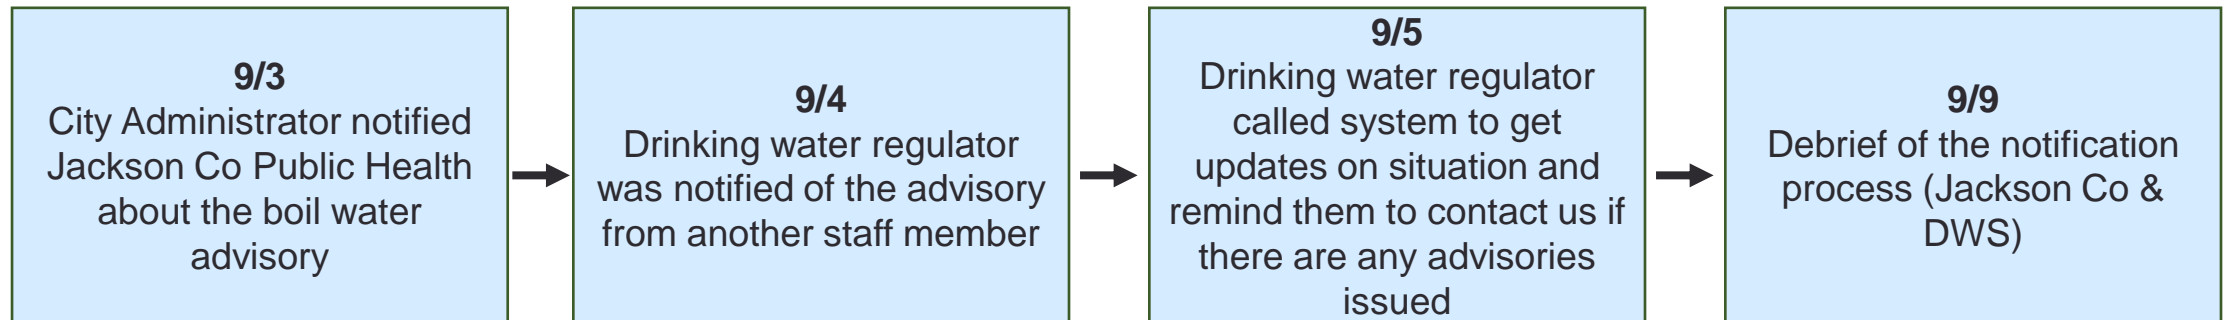 9/3
City Administrator notified
Jackson Co Public Health
about the boil water
advisory
9/4
Drinking water regulator
was notified of the advisory
from another staff member
9/5
Drinking water regulator
called system to get
updates on situation and
remind them to contact us if
there are any advisories
issued
9/9
Debrief of the notification
process (Jackson Co &
DWS)